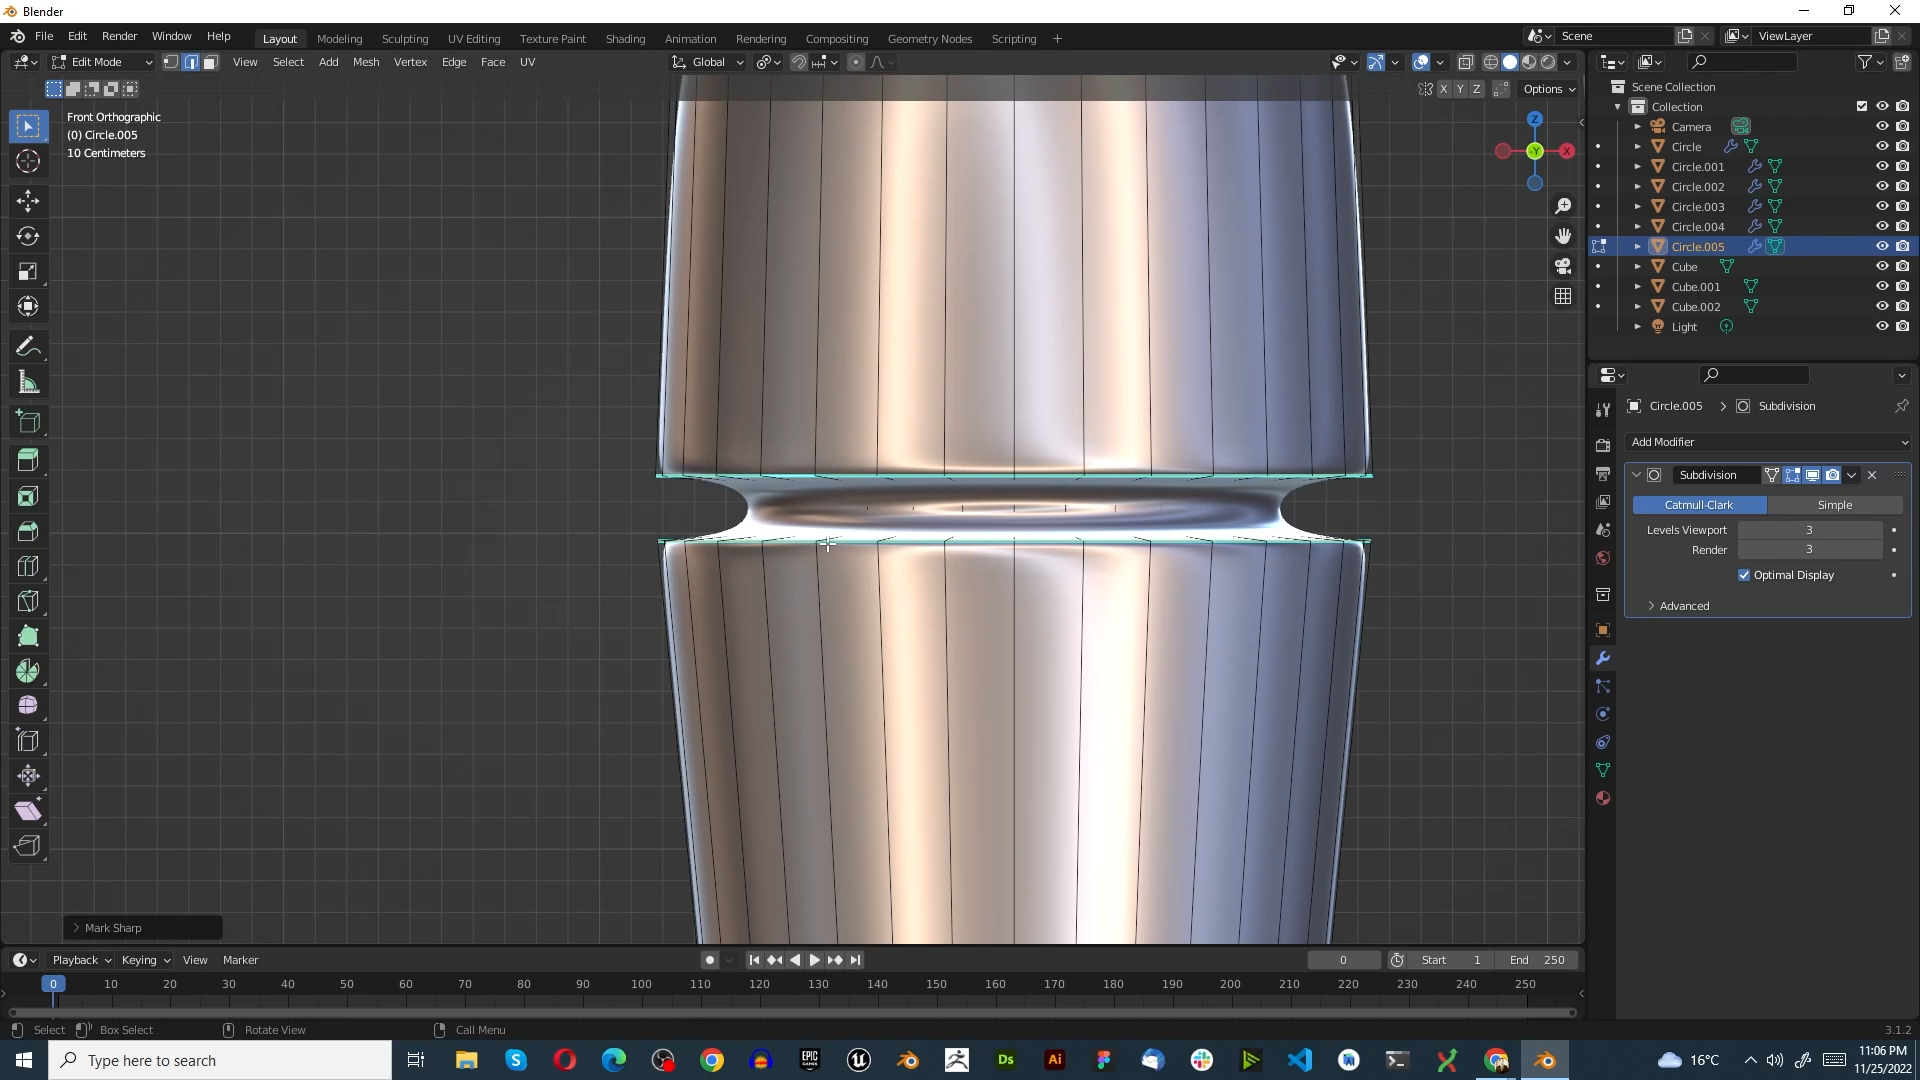 Blender
File Edit Render Window Help Layout Modeling Sculpting UV Editing Texture Paint Shading Animation Rendering Compositing Geometry Nodes Scripting + Scene ViewLayer
Edit Mode View Select Add Mesh Vertex Edge Face UV Global
X Y Z Options
Front Orthographic
(0) Circle.005
10 Centimeters
Z
-Y
X
Scene Collection
Collection
Camera
Circle
Circle.001
Circle.002
Circle.003
Circle.004
Circle.005
Cube
Cube.001
Cube.002
Light
Circle.005 > Subdivision
Add Modifier
Subdivision
Catmull-Clark Simple
Levels Viewport 3
Render 3
Optimal Display
> Advanced
> Mark Sharp
Playback Keying View Marker 0 Start 1 End 250
0 10 20 30 40 50 60 70 80 90 100 110 120 130 140 150 160 170 180 190 200 210 220 230 240 250
Select Box Select Rotate View Call Menu 3.1.2
Type here to search
Ds Ai
16°C
11:06 PM
11/25/2022